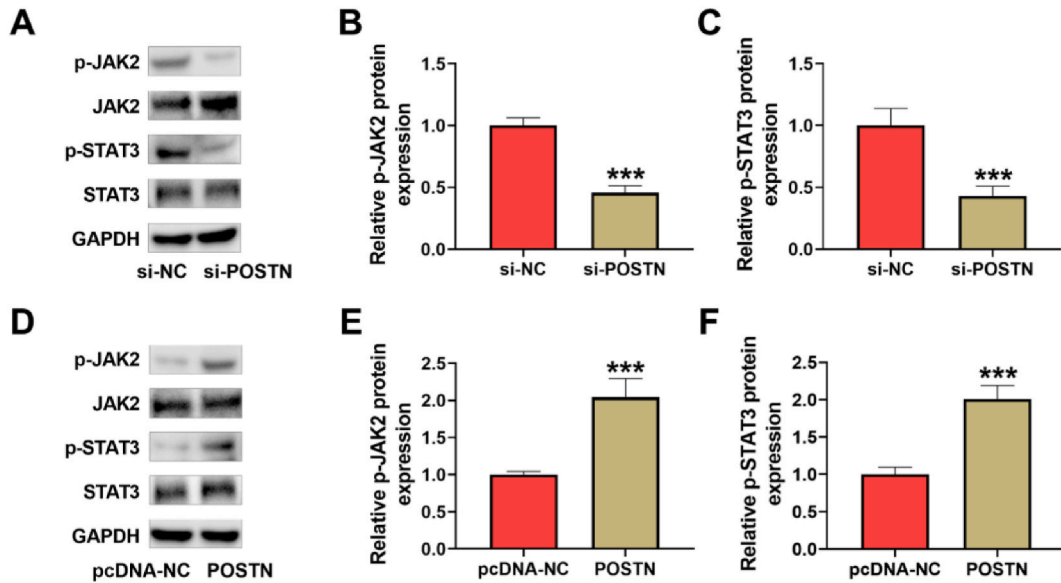 A
p-JAK2
JAK2
p-STAT3
STAT3
GAPDH
si-NC si-POSTN
B
Relative p-JAK2 protein
expression
1.5
1.0
0.5
0.0
***
si-NC si-POSTN
C
Relative p-STAT3 protein
expression
1.5
1.0
0.5
0.0
***
si-NC si-POSTN
D
p-JAK2
JAK2
p-STAT3
STAT3
GAPDH
pcDNA-NC POSTN
E
Relative p-JAK2 protein
expression
2.5
2.0
1.5
1.0
0.5
0.0
***
pcDNA-NC POSTN
F
Relative p-STAT3 protein
expression
2.5
2.0
1.5
1.0
0.5
0.0
***
pcDNA-NC POSTN